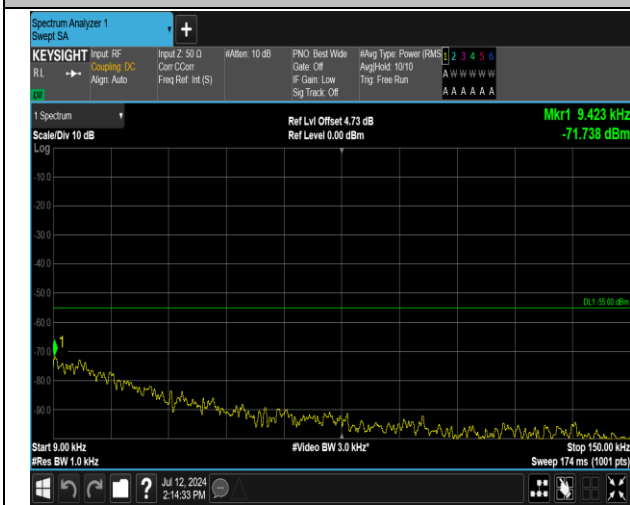 Spectrum Analyzer 1
Swept SA
+
KEYSIGHT
RL
Input: RF
Coupling: DC
Align: Auto
Input Z: 50 Ω
Corr CCorr
Freq Ref: Int (S)
#Atten: 10 dB
PNO: Best Wide
Gate: Off
IF Gain: Low
Sig Track: Off
#Avg Type: Power (RMS
Avg|Hold: 10/10
Trig: Free Run
1 2 3 4 5 6
A W W W W W
A A A A A A
1 Spectrum
Scale/Div 10 dB
Log
Ref Lvl Offset 4.73 dB
Ref Level 0.00 dBm
Mkr1 9.423 kHz
-71.738 dBm
-10.0
-20.0
-30.0
-40.0
-50.0
-60.0
-70.0
-80.0
-90.0
DL1 -55.00 dBm
1
Start 9.00 kHz
#Res BW 1.0 kHz
#Video BW 3.0 kHz*
Stop 150.00 kHz
Sweep 174 ms (1001 pts)
?
Jul 12, 2024
2:14:33 PM